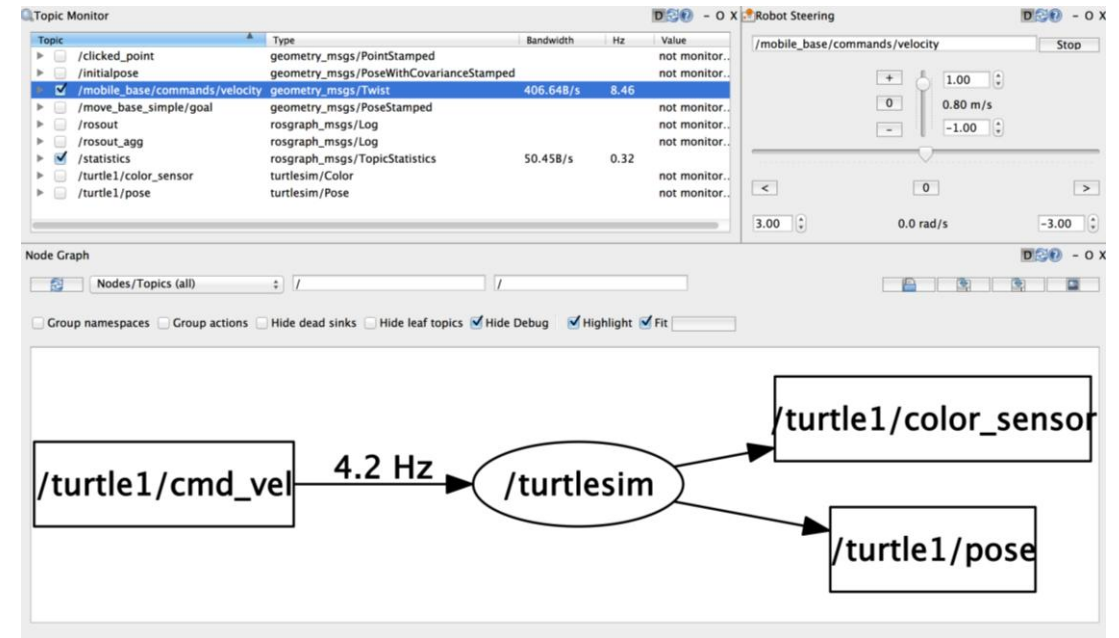 Topic Monitor
D - O X
Topic Type Bandwidth Hz Value
/clicked_point geometry_msgs/PointStamped not monitor..
/initialpose geometry_msgs/PoseWithCovarianceStamped not monitor..
/mobile_base/commands/velocity geometry_msgs/Twist 406.64B/s 8.46
/move_base_simple/goal geometry_msgs/PoseStamped not monitor..
/rosout rosgraph_msgs/Log not monitor..
/rosout_agg rosgraph_msgs/Log not monitor..
/statistics rosgraph_msgs/TopicStatistics 50.45B/s 0.32
/turtle1/color_sensor turtlesim/Color not monitor..
/turtle1/pose turtlesim/Pose not monitor..
Robot Steering
D - O X
/mobile_base/commands/velocity Stop
+ 1.00
0 0.80 m/s
- -1.00
< 0 >
3.00 0.0 rad/s -3.00
Node Graph
D - O X
Nodes/Topics (all) / /
Group namespaces Group actions Hide dead sinks Hide leaf topics Hide Debug Highlight Fit
/turtle1/color_sensor
/turtle1/cmd_vel 4.2 Hz /turtlesim
/turtle1/pose